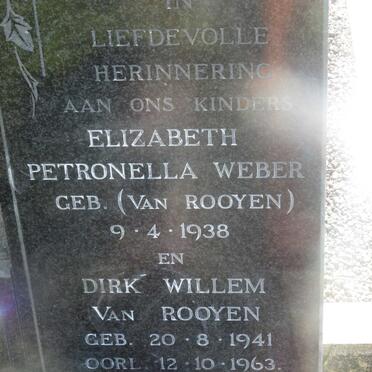 IN
LIEFDEVOLLE
HERINNERING
AAN ONS KINDERS
ELIZABETH
PETRONELLA WEBER
GEB. (VAN ROOYEN)
9·4·1938
EN
DIRK WILLEM
VAN ROOYEN
GEB. 20·8·1941
OORL. 12·10·1963.